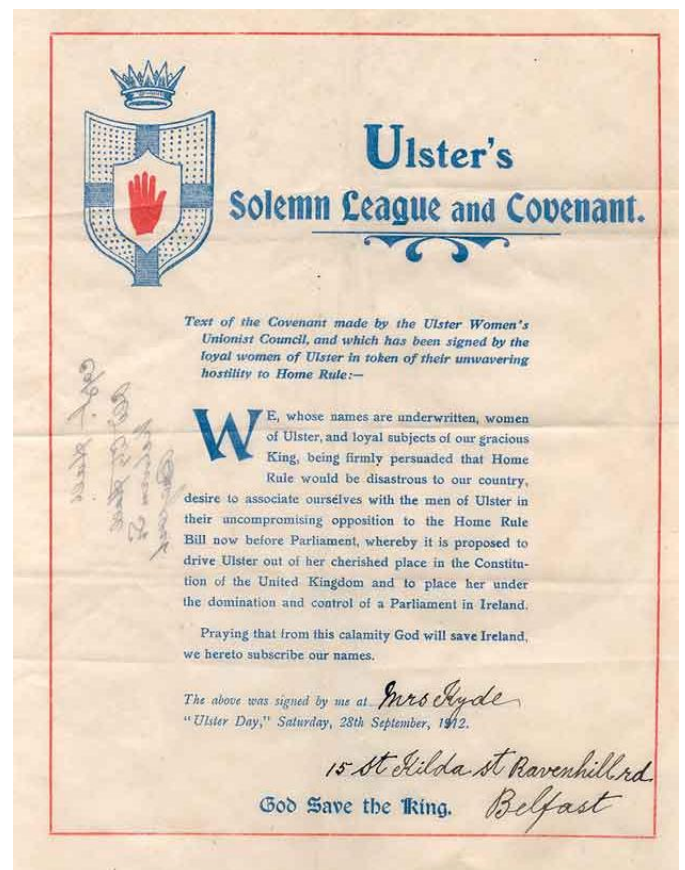 Ulster's
Solemn League and Covenant.
Text of the Covenant made by the Ulster Women's
Unionist Council, and which has been signed by the
loyal women of Ulster in token of their unwavering
hostility to Home Rule:—
WE, whose names are underwritten, women
of Ulster, and loyal subjects of our gracious
King, being firmly persuaded that Home
Rule would be disastrous to our country,
desire to associate ourselves with the men of Ulster in
their uncompromising opposition to the Home Rule
Bill now before Parliament, whereby it is proposed to
drive Ulster out of her cherished place in the Constitu-
tion of the United Kingdom and to place her under
the domination and control of a Parliament in Ireland.
Praying that from this calamity God will save Ireland,
we hereto subscribe our names.
The above was signed by me at Mrs Hyde
"Ulster Day," Saturday, 28th September, 1912.
15 St Kilda st Ravenhill rd
God Save the King. Belfast